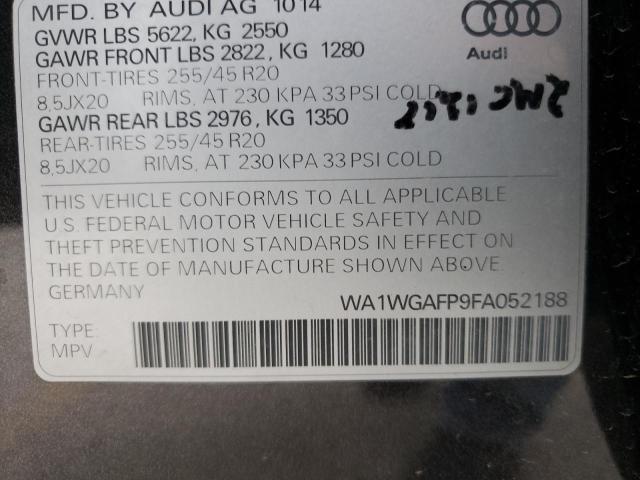 MFD. BY AUDI AG 10 14
GVWR LBS 5622, KG 2550
GAWR FRONT LBS 2822, KG 1280
FRONT-TIRES 255/45 R20
8,5JX20 RIMS, AT 230 KPA 33 PSI COLD
GAWR REAR LBS 2976, KG 1350
REAR-TIRES 255/45 R20
8,5JX20 RIMS, AT 230 KPA 33 PSI COLD
Audi
THIS VEHICLE CONFORMS TO ALL APPLICABLE
U.S. FEDERAL MOTOR VEHICLE SAFETY AND
THEFT PREVENTION STANDARDS IN EFFECT ON
THE DATE OF MANUFACTURE SHOWN ABOVE.
GERMANY
WA1WGAFP9FA052188
TYPE:
MPV